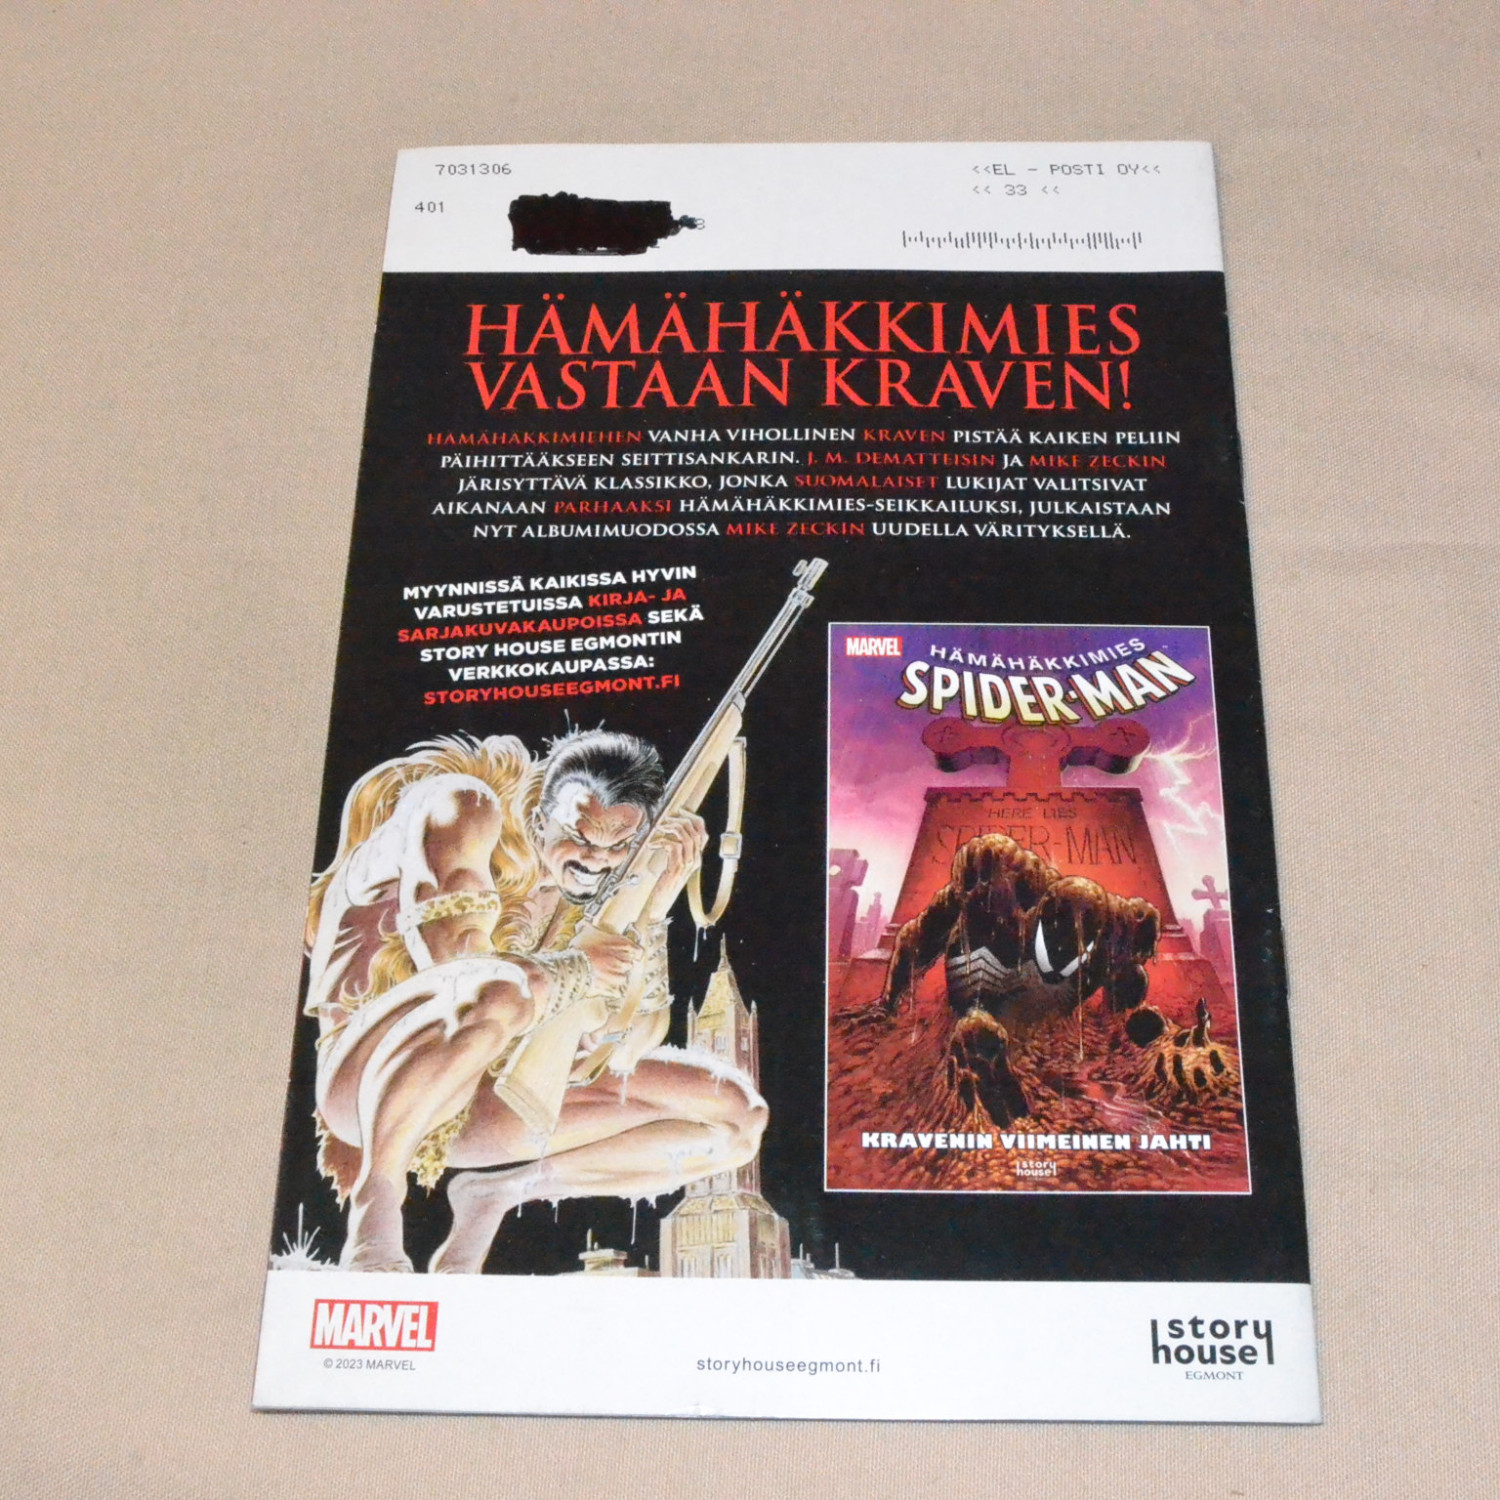 7031306
<<EL - POSTI OY<<
<< 33 <<
401
HÄMÄHÄKKIMIES
VASTAAN KRAVEN!
HÄMÄHÄKKIMIEHEN VANHA VIHOLLINEN KRAVEN PISTÄÄ KAIKEN PELIIN
PÄIHITTÄÄKSEEN SEITTISANKARIN. J. M. DEMATTEISIN JA MIKE ZECKIN
JÄRISYTTÄVÄ KLASSIKKO, JONKA SUOMALAISET LUKIJAT VALITSIVAT
AIKANAAN PARHAAKSI HÄMÄHÄKKIMIES-SEIKKAILUKSI, JULKAISTAAN
NYT ALBUMIMUODOSSA MIKE ZECKIN UUDELLA VÄRITYKSELLÄ.
MYYNNISSÄ KAIKISSA HYVIN
VARUSTETUISSA KIRJA- JA
SARJAKUVAKAUPOISSA SEKÄ
STORY HOUSE EGMONTIN
VERKKOKAUPASSA:
STORYHOUSEEGMONT.FI
MARVEL
HÄMÄHÄKKIMIES
SPIDER-MAN
HERE LIES
SPIDER-MAN
KRAVENIN VIIMEINEN JAHTI
story
house
MARVEL
© 2023 MARVEL
storyhouseegmont.fi
story
house
EGMONT